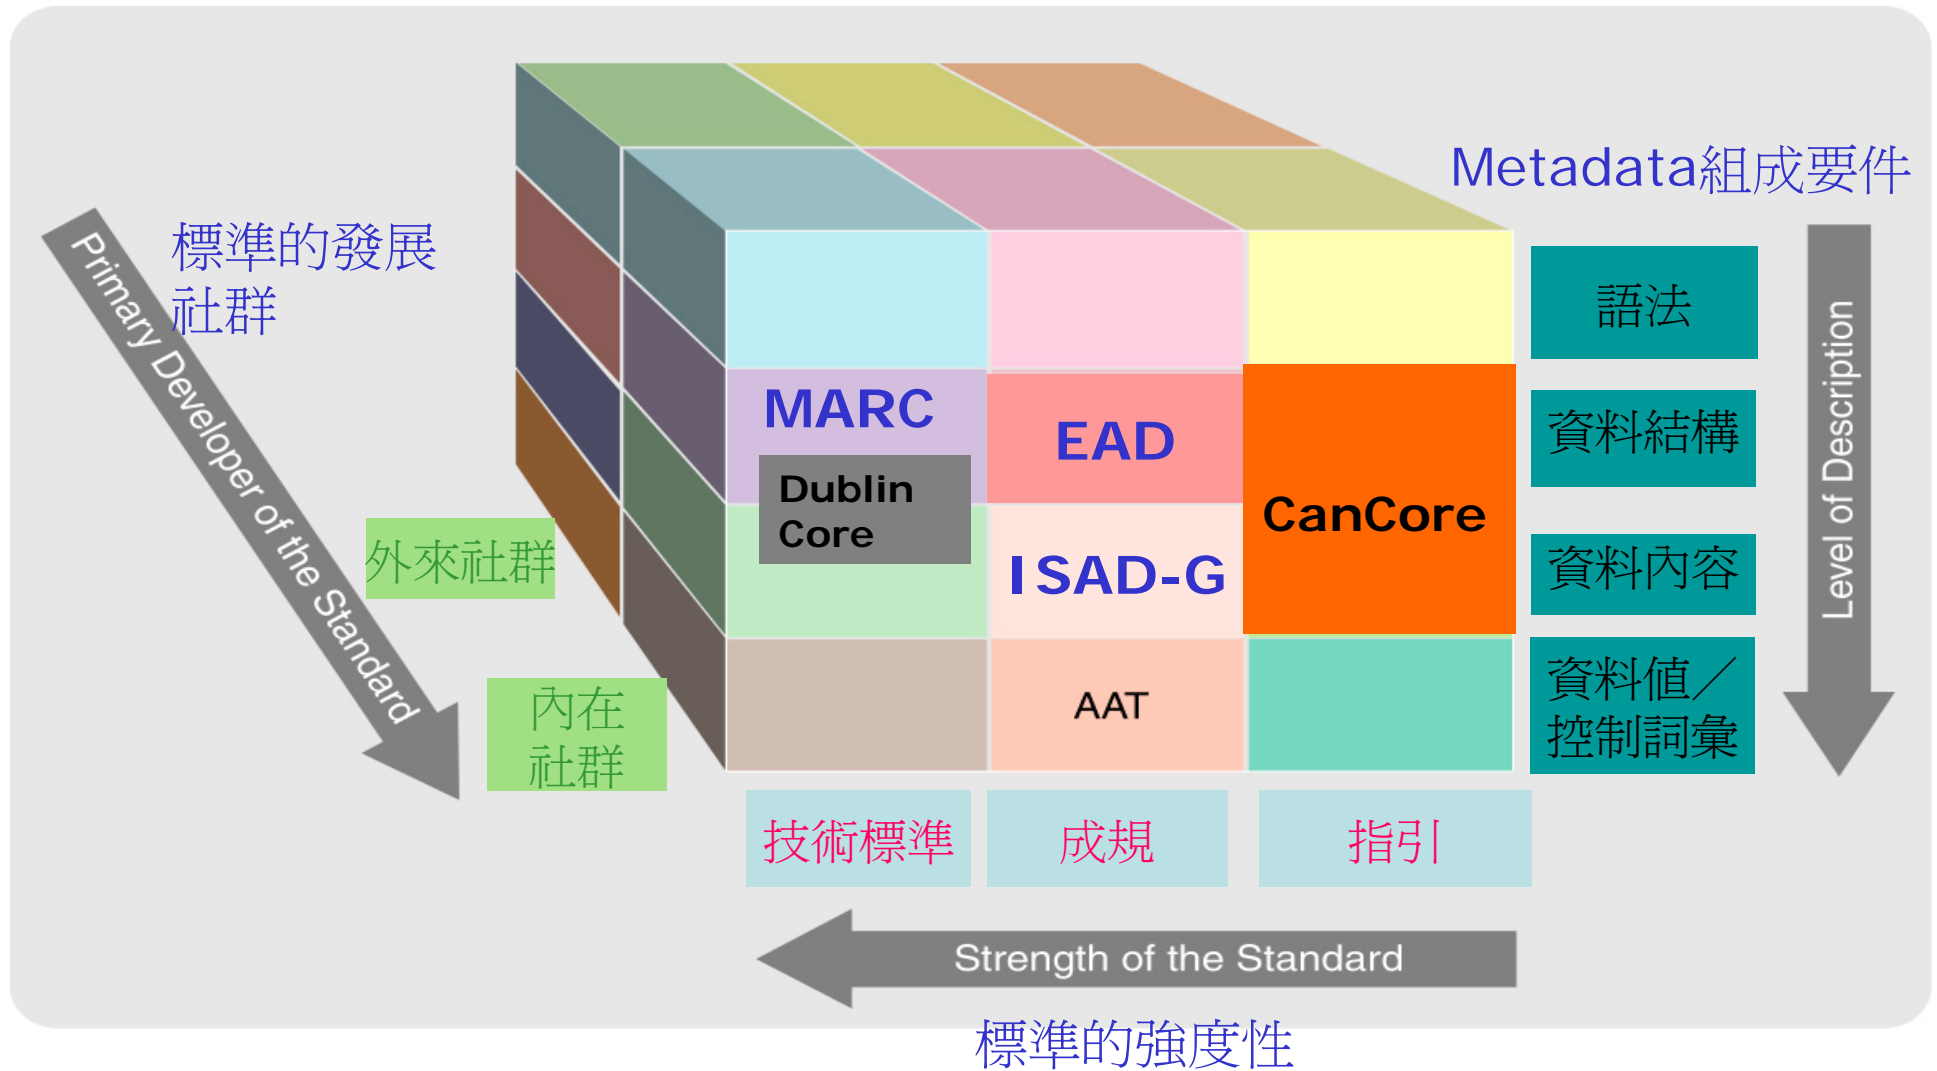 Metadata組成要件
標準的發展
社群
Primary Developer of the Standard
語法
MARC
EAD
資料結構
Level of Description
Dublin
Core
CanCore
外來社群
ISAD-G
資料內容
內在
社群
AAT
資料值／
控制詞彙
技術標準
成規
指引
Strength of the Standard
標準的強度性